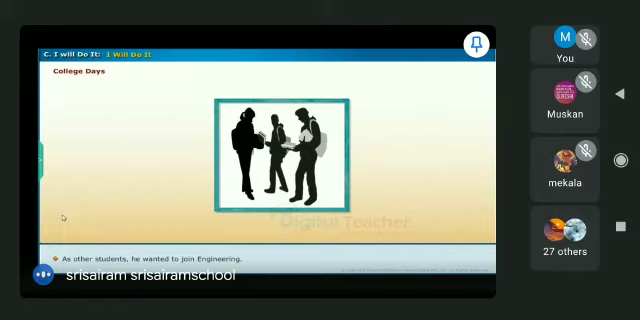 C. I will Do It: I Will Do It
College Days
Digital Teacher
As other students, he wanted to join Engineering.
srisairam srisairamschool
M
You
Muskan
mekala
27 others